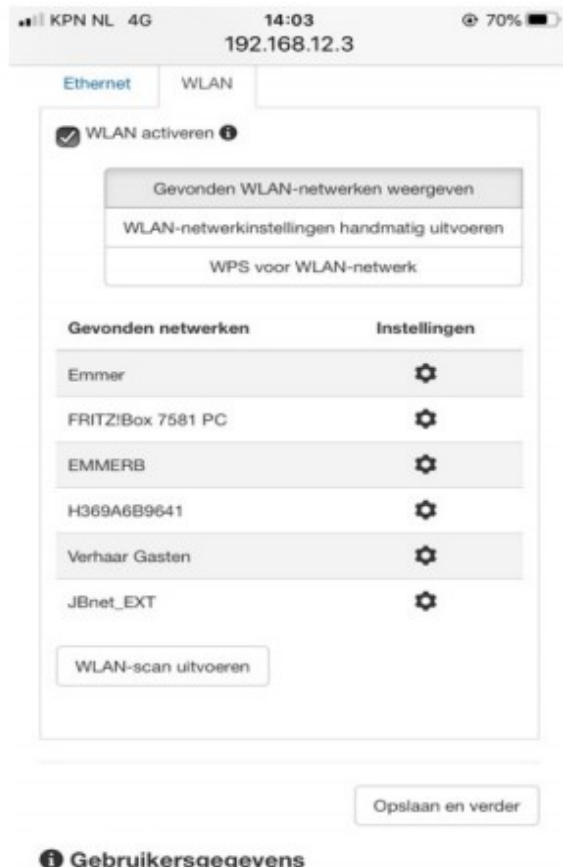 KPN NL 4G 14:03 70%
192.168.12.3
Ethernet WLAN
WLAN activeren
Gevonden WLAN-netwerken weergeven
WLAN-netwerkinstellingen handmatig uitvoeren
WPS voor WLAN-netwerk
Gevonden netwerken Instellingen
Emmer
FRITZ!Box 7581 PC
EMMERB
H369A6B9641
Verhaar Gasten
JBnet_EXT
WLAN-scan uitvoeren
Opslaan en verder
Gebruikersgegevens